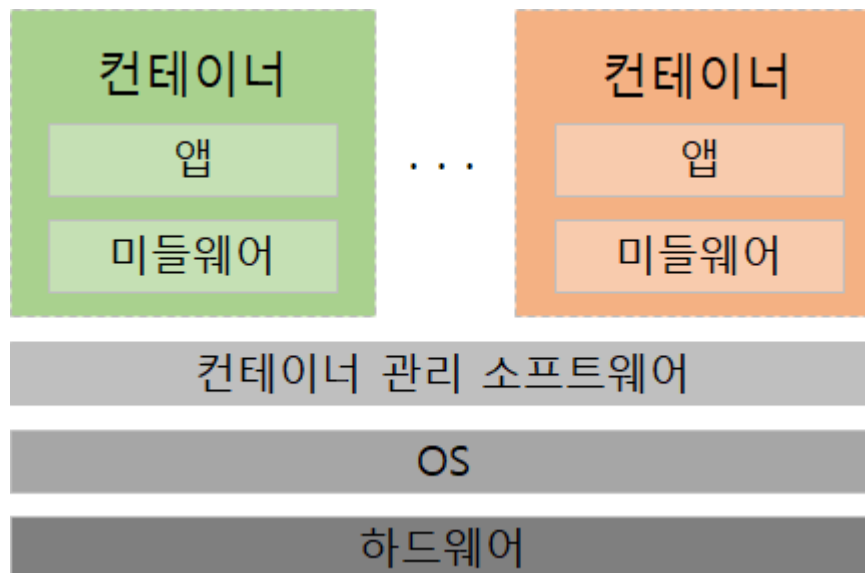 컨테이너
앱
미들웨어
. . .
컨테이너
앱
미들웨어
컨테이너 관리 소프트웨어
OS
하드웨어